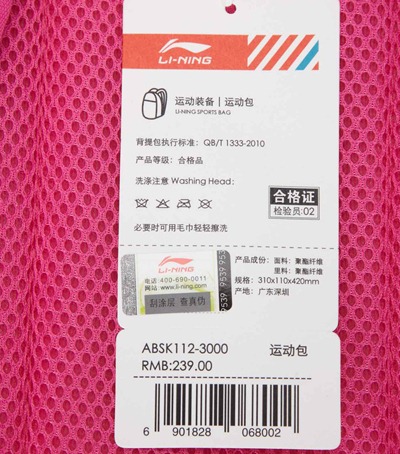 LI-NING
运动装备 | 运动包
LI-NING SPORTS BAG
背提包执行标准: QB/T 1333-2010
产品等级: 合格品
洗涤注意 Washing Head:
合格证
检验员:02
必要时可用毛巾轻轻擦洗
LI-NING
电话 400-690-0011
网站 www.li-ning.com
刮涂层 查真伪
9539 9539 953
产品成份: 面料: 聚酯纤维
里料: 聚酯纤维
规格: 310x110x420mm
产地: 广东深圳
ABSK112-3000 运动包
RMB:239.00
6 901828 068002